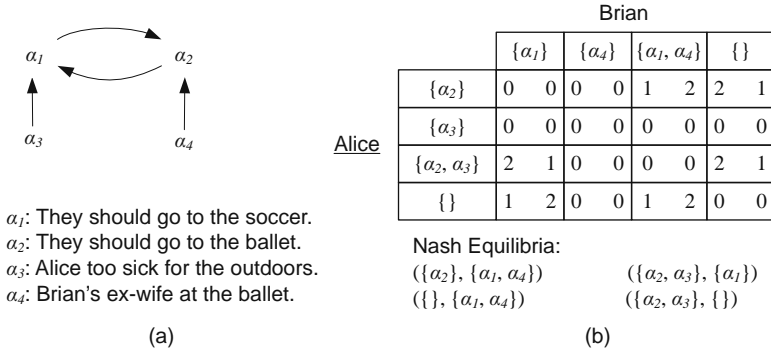 α1
α2
α3
α4
α1: They should go to the soccer.
α2: They should go to the ballet.
α3: Alice too sick for the outdoors.
α4: Brian's ex-wife at the ballet.
(a)
Brian
{α1} {α4} {α1, α4} {}
{α2} 0 0 0 0 1 2 2 1
{α3} 0 0 0 0 0 0 0 0
Alice
{α2, α3} 2 1 0 0 0 0 2 1
{} 1 2 0 0 1 2 0 0
Nash Equilibria:
({α2}, {α1, α4}) ({α2, α3}, {α1})
({}, {α1, α4}) ({α2, α3}, {})
(b)